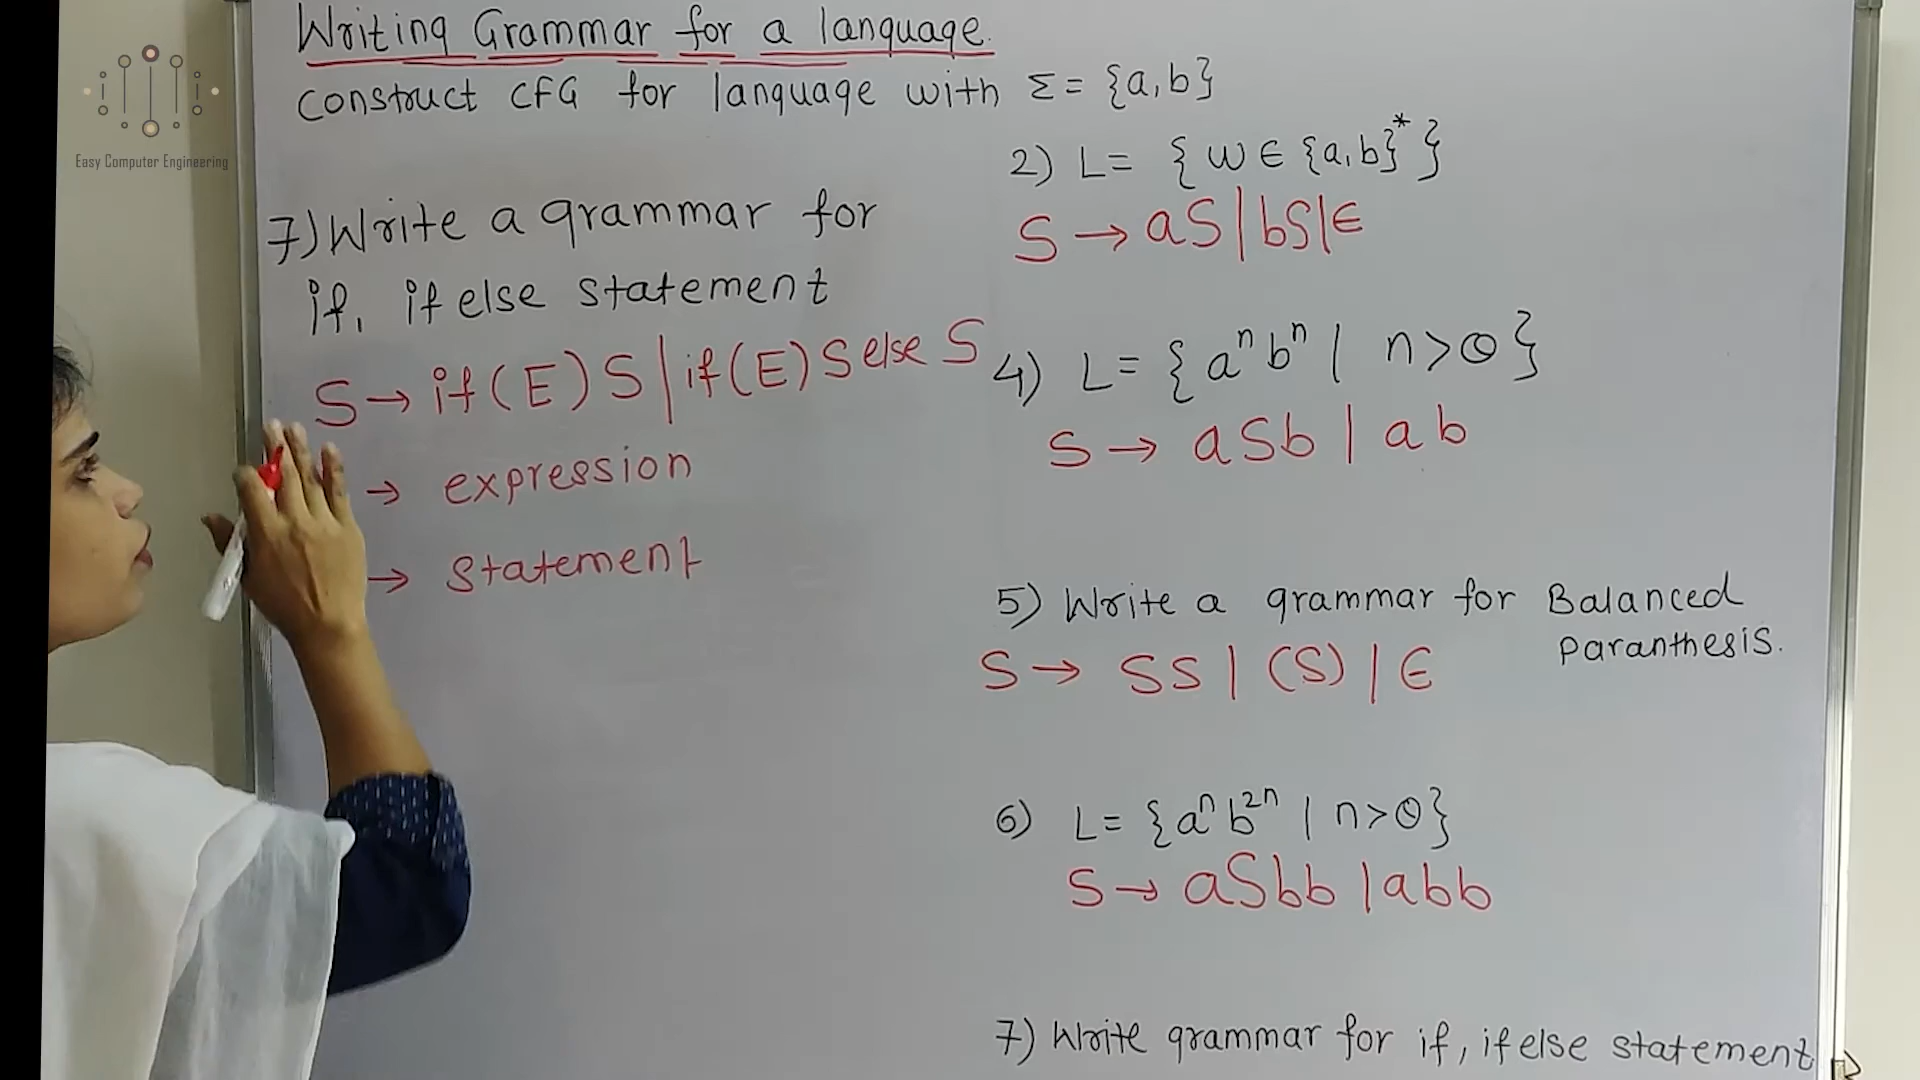 Writing Grammar for a language.
construct CFG for language with Σ = {a,b}
Easy Computer Engineering
7) Write a grammar for
if, if else statement
S → if(E) S | if(E) S else S
→ expression
→ statement
2) L = {w ∈ {a,b}* }
S → aS|bS|ϵ
4) L = {aⁿbⁿ | n>0}
S → aSb | ab
5) Write a grammar for Balanced
paranthesis.
S → SS | (S) | ϵ
6) L = {aⁿb²ⁿ | n>0}
S → aSbb | abb
7) Write grammar for if, if else statement